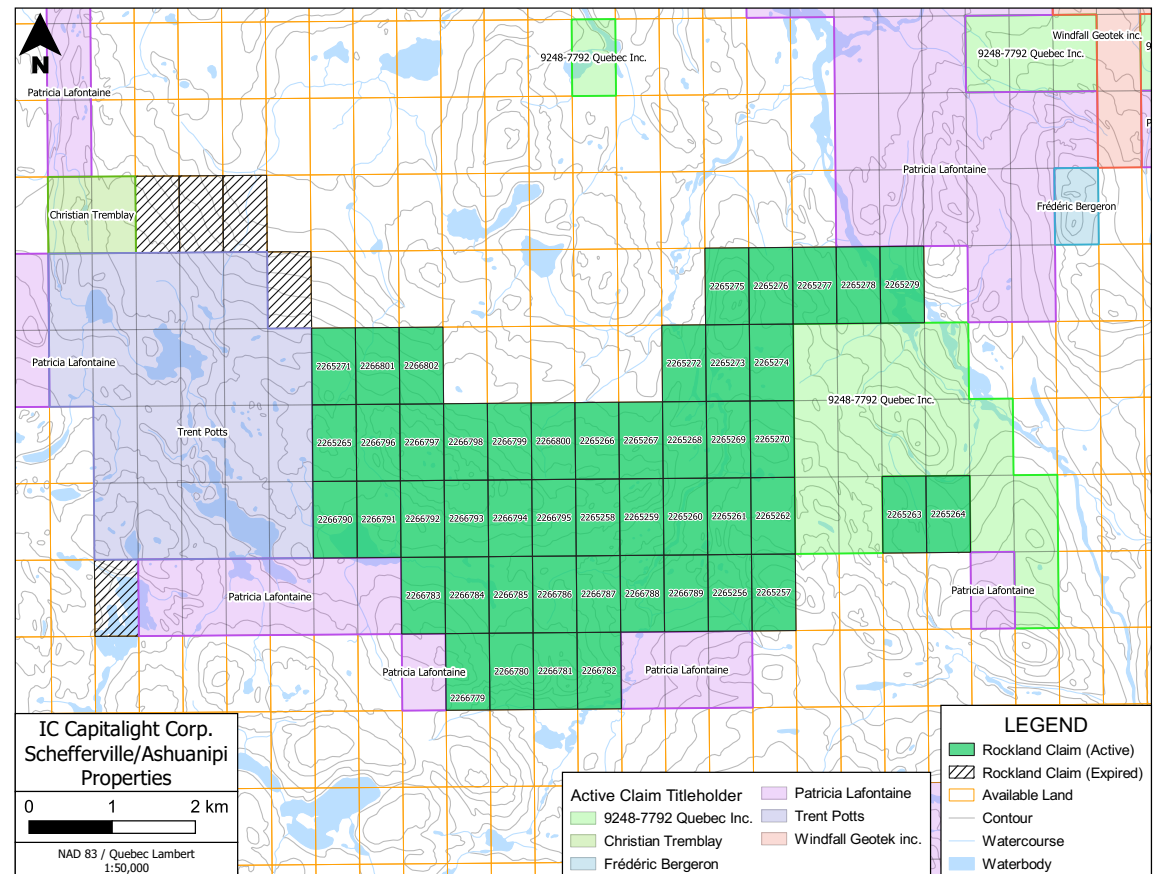 N
9248-7792 Quebec Inc.
Windfall Geotek inc.
9248-7792 Quebec Inc.
9
Patricia Lafontaine
P
Patricia Lafontaine
Christian Tremblay
Frédéric Bergeron
2265275 2265276 2265277 2265278 2265279
Patricia Lafontaine
2265271 2266801 2266802 2265272 2265273 2265274
9248-7792 Quebec Inc.
Trent Potts
2265265 2266796 2266797 2266798 2266799 2266800 2265266 2265267 2265268 2265269 2265270
2266790 2266791 2266792 2266793 2266794 2266795 2265258 2265259 2265260 2265261 2265262 2265263 2265264
Patricia Lafontaine
2266783 2266784 2266785 2266786 2266787 2266788 2266789 2265256 2265257
Patricia Lafontaine
Patricia Lafontaine
2266780 2266781 2266782
Patricia Lafontaine
2266779
IC Capitalight Corp.
Schefferville/Ashuanipi
Properties
0 1 2 km
NAD 83 / Quebec Lambert
1:50,000
Active Claim Titleholder
9248-7792 Quebec Inc.
Christian Tremblay
Frédéric Bergeron
Patricia Lafontaine
Trent Potts
Windfall Geotek inc.
LEGEND
Rockland Claim (Active)
Rockland Claim (Expired)
Available Land
Contour
Watercourse
Waterbody